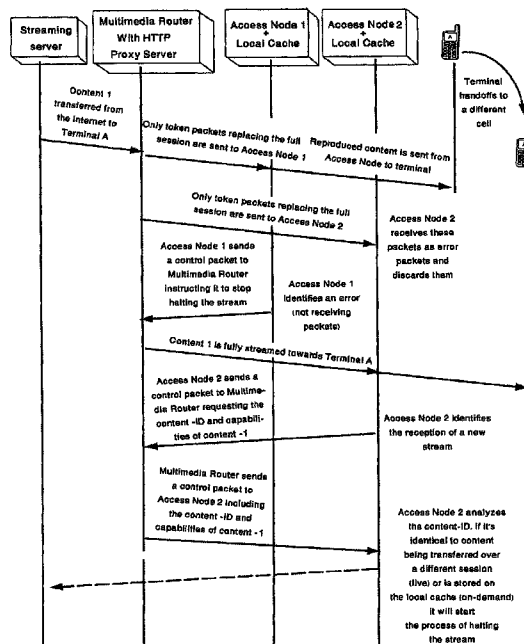 Streaming
server
Multimedia Router
With HTTP
Proxy Server
Access Node 1
+
Local Cache
Access Node 2
+
Local Cache
A
Terminal
handoffs to
a different
cell
Content 1
transferred from
the Internet to
Terminal A
Only token packets replacing the full
session are sent to Access Node 1
Reproduced content is sent from
Access Node to terminal
Only token packets replacing the full
session are sent to Access Node 2
Access Node 2
receives these
packets as error
packets and
discards them
Access Node 1 sends
a control packet to
Multimedia Router
instructing it to stop
halting the stream
Access Node 1
identifies an error
(not receiving
packets)
Content 1 is fully streamed towards Terminal A
Access Node 2 sends a
control packet to Multime-
dia Router requesting the
content -ID and capabili-
ties of content -1
Access Node 2 identifies
the reception of a new
stream
Multimedia Router sends
a control packet to
Access Node 2 including
the content -ID and
capabilities of content -1
Access Node 2 analyzes
the content-ID. If it's
identical to content
being transferred over
a different session
(live) or is stored on
the local cache (on-demand)
it will start
the process of halting
the stream